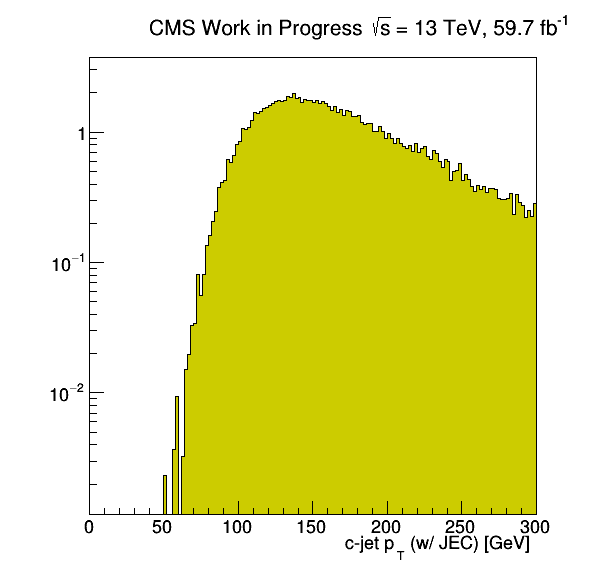 CMS Work in Progress √s = 13 TeV, 59.7 fb⁻¹
1
10⁻¹
10⁻²
0 50 100 150 200 250 300
c-jet p_T (w/ JEC) [GeV]